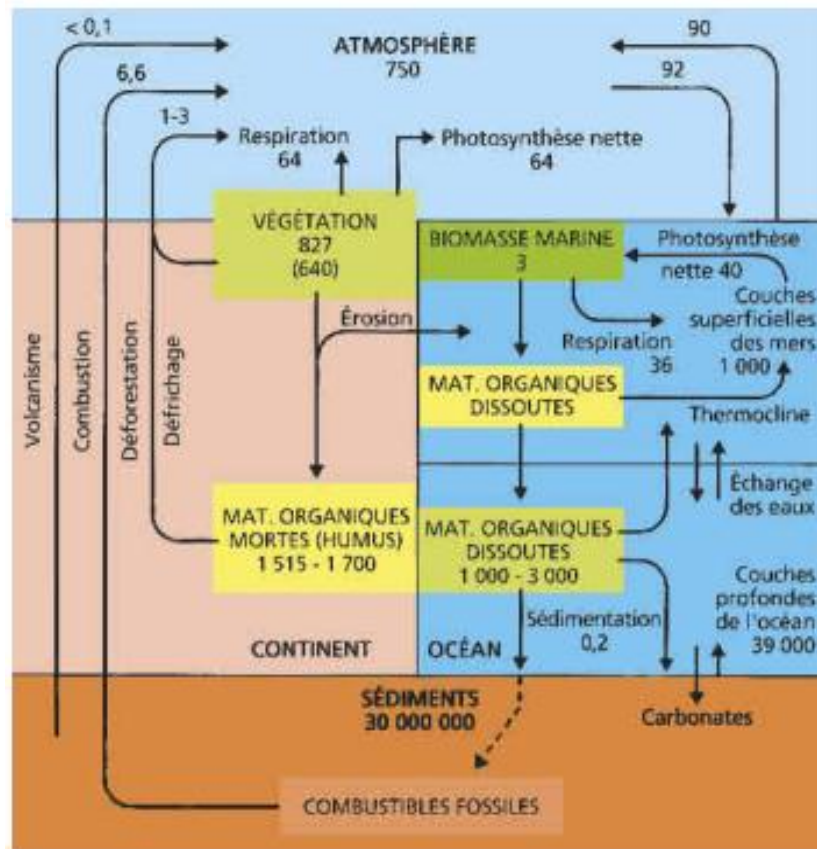 < 0,1
ATMOSPHÈRE
750
90
6,6
92
1-3
Respiration
64
Photosynthèse nette
64
VÉGÉTATION
827
(640)
BIOMASSE MARINE
3
Photosynthèse
nette 40
Érosion
Respiration
36
Couches
superficielles
des mers
1 000
MAT. ORGANIQUES
DISSOUTES
Thermocline
Volcanisme
Combustion
Déforestation
Défrichage
MAT. ORGANIQUES
MORTES (HUMUS)
1 515 - 1 700
MAT. ORGANIQUES
DISSOUTES
1 000 - 3 000
Échange
des eaux
Couches
profondes
de l'océan
39 000
Sédimentation
0,2
CONTINENT
OCÉAN
SÉDIMENTS
30 000 000
Carbonates
COMBUSTIBLES FOSSILES